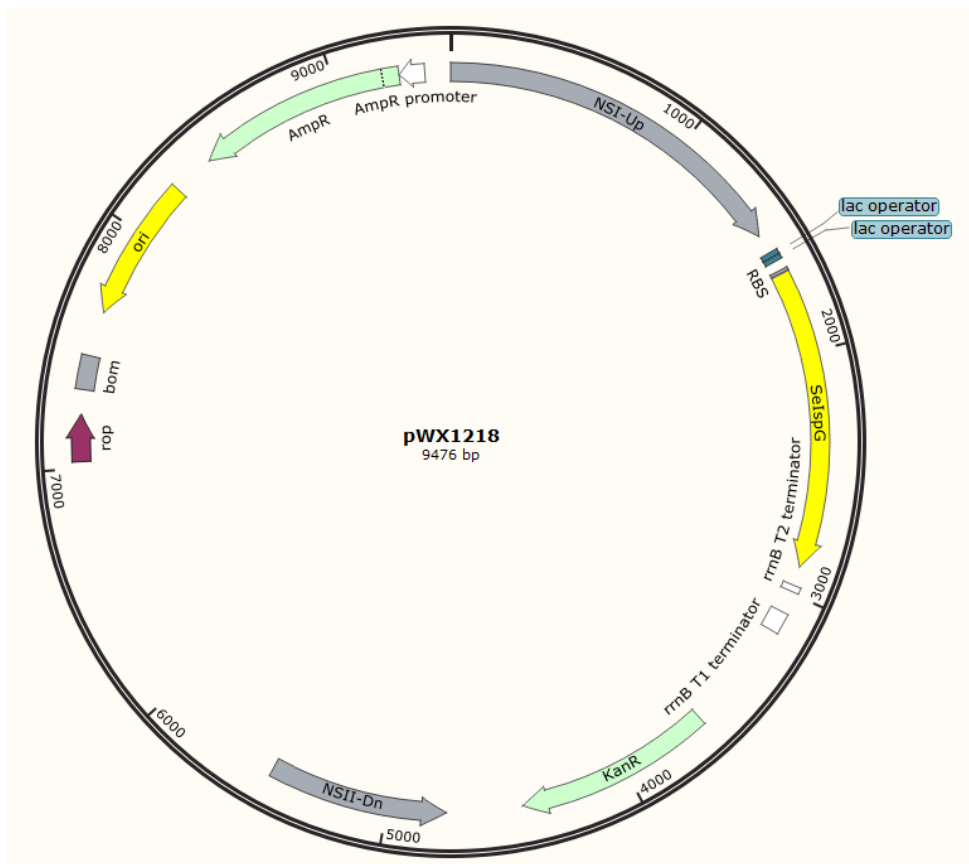 9000
AmpR promoter
AmpR
NSI-Up
1000
lac operator
lac operator
RBS
2000
SeIspG
8000
ori
bom
rop
7000
pWX1218
9476 bp
rrnB T2 terminator
3000
rrnB T1 terminator
KanR
4000
NSII-Dn
5000
6000